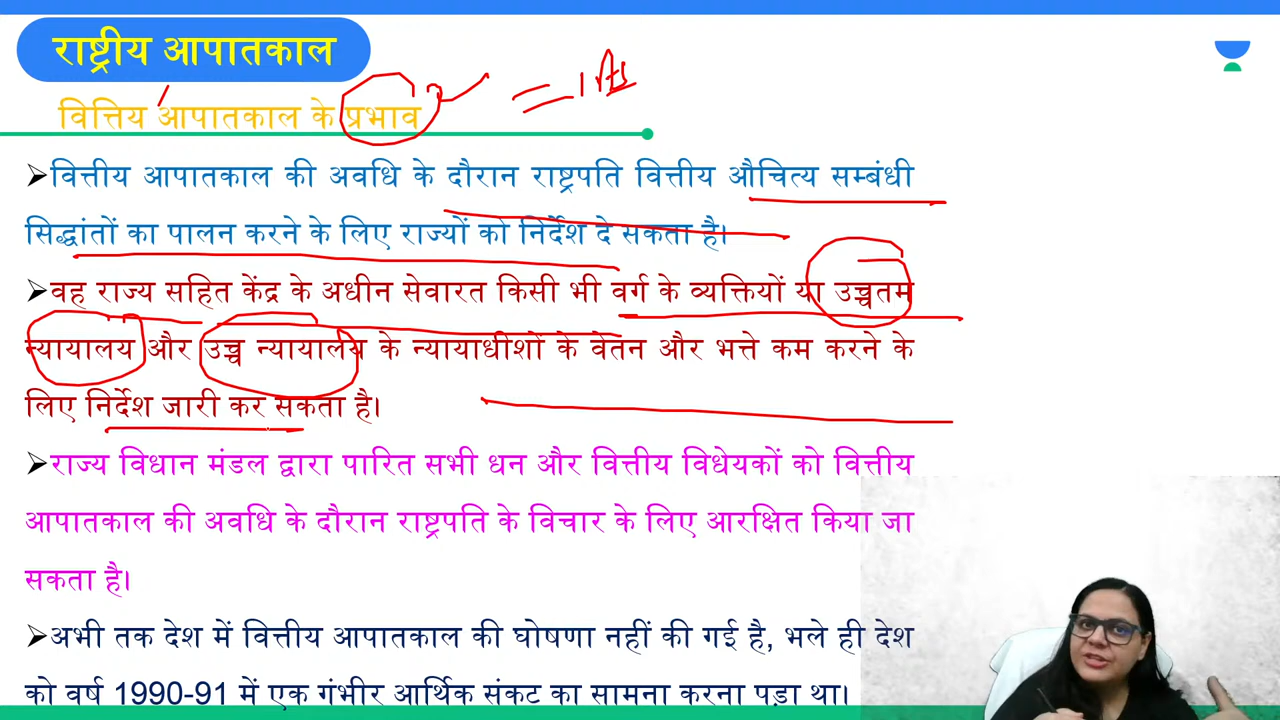 राष्ट्रीय आपातकाल
वित्तिय आपातकाल के प्रभाव
वित्तीय आपातकाल की अवधि के दौरान राष्ट्रपति वित्तीय औचित्य सम्बंधी
सिद्धांतों का पालन करने के लिए राज्यों को निर्देश दे सकता है।
वह राज्य सहित केंद्र के अधीन सेवारत किसी भी वर्ग के व्यक्तियों या उच्चतम
न्यायालय और उच्च न्यायालय के न्यायाधीशों के वेतन और भत्ते कम करने के
लिए निर्देश जारी कर सकता है।
राज्य विधान मंडल द्वारा पारित सभी धन और वित्तीय विधेयकों को वित्तीय
आपातकाल की अवधि के दौरान राष्ट्रपति के विचार के लिए आरक्षित किया जा
सकता है।
अभी तक देश में वित्तीय आपातकाल की घोषणा नहीं की गई है, भले ही देश
को वर्ष 1990-91 में एक गंभीर आर्थिक संकट का सामना करना पड़ा था।